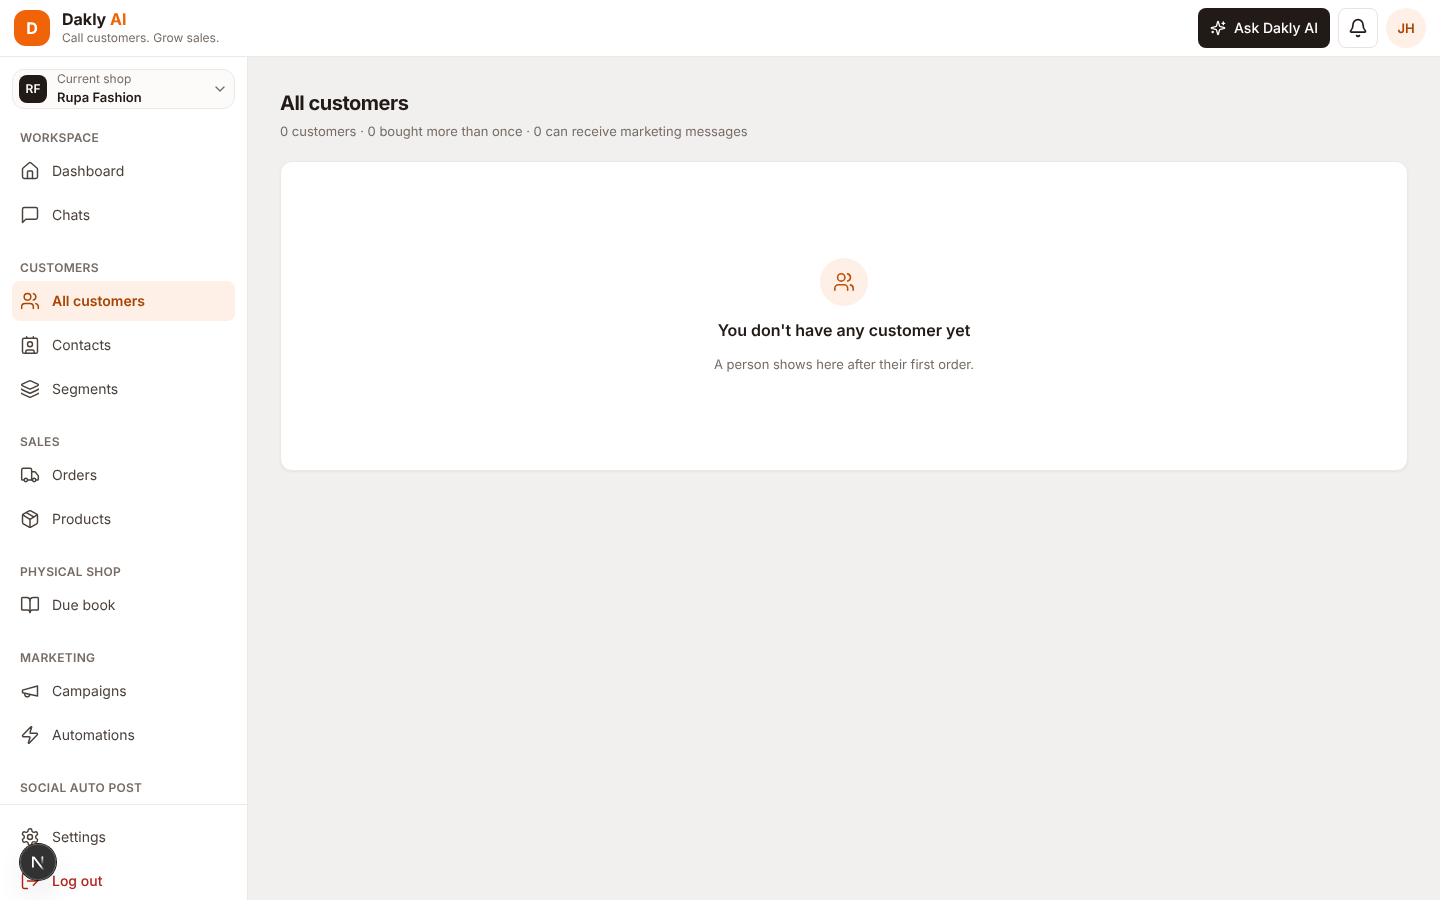 D
Dakly AI
Call customers. Grow sales.
Ask Dakly AI
JH
RF
Current shop
Rupa Fashion
WORKSPACE
Dashboard
Chats
CUSTOMERS
All customers
Contacts
Segments
SALES
Orders
Products
PHYSICAL SHOP
Due book
MARKETING
Campaigns
Automations
SOCIAL AUTO POST
Settings
N
Log out
All customers
0 customers · 0 bought more than once · 0 can receive marketing messages
You don't have any customer yet
A person shows here after their first order.